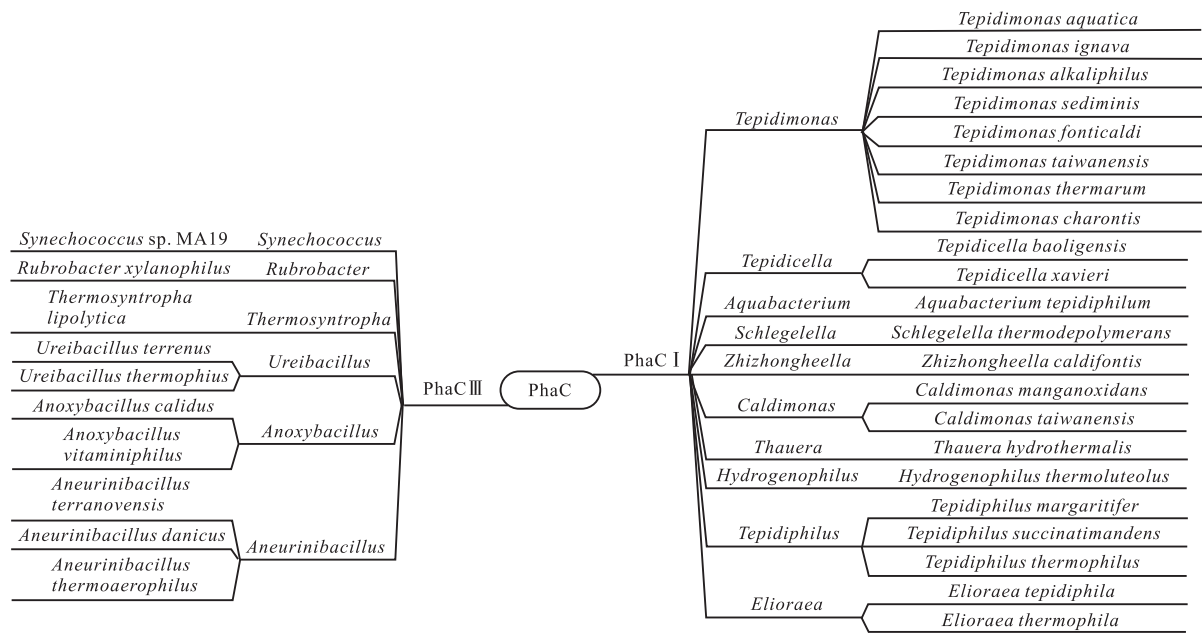 PhaC
PhaCⅢ
Synechococcus
Synechococcus sp. MA19
Rubrobacter
Rubrobacter xylanophilus
Thermosyntropha
Thermosyntropha
lipolytica
Ureibacillus
Ureibacillus terrenus
Ureibacillus thermophius
Anoxybacillus
Anoxybacillus calidus
Anoxybacillus
vitaminiphilus
Aneurinibacillus
Aneurinibacillus
terranovensis
Aneurinibacillus danicus
Aneurinibacillus
thermoaerophilus
PhaCⅠ
Tepidimonas
Tepidimonas aquatica
Tepidimonas ignava
Tepidimonas alkaliphilus
Tepidimonas sediminis
Tepidimonas fonticaldi
Tepidimonas taiwanensis
Tepidimonas thermarum
Tepidimonas charontis
Tepidicella
Tepidicella baoligensis
Tepidicella xavieri
Aquabacterium
Aquabacterium tepidiphilum
Schlegelella
Schlegelella thermodepolymerans
Zhizhongheella
Zhizhongheella caldifontis
Caldimonas
Caldimonas manganoxidans
Caldimonas taiwanensis
Thauera
Thauera hydrothermalis
Hydrogenophilus
Hydrogenophilus thermoluteolus
Tepidiphilus
Tepidiphilus margaritifer
Tepidiphilus succinatimandens
Tepidiphilus thermophilus
Elioraea
Elioraea tepidiphila
Elioraea thermophila